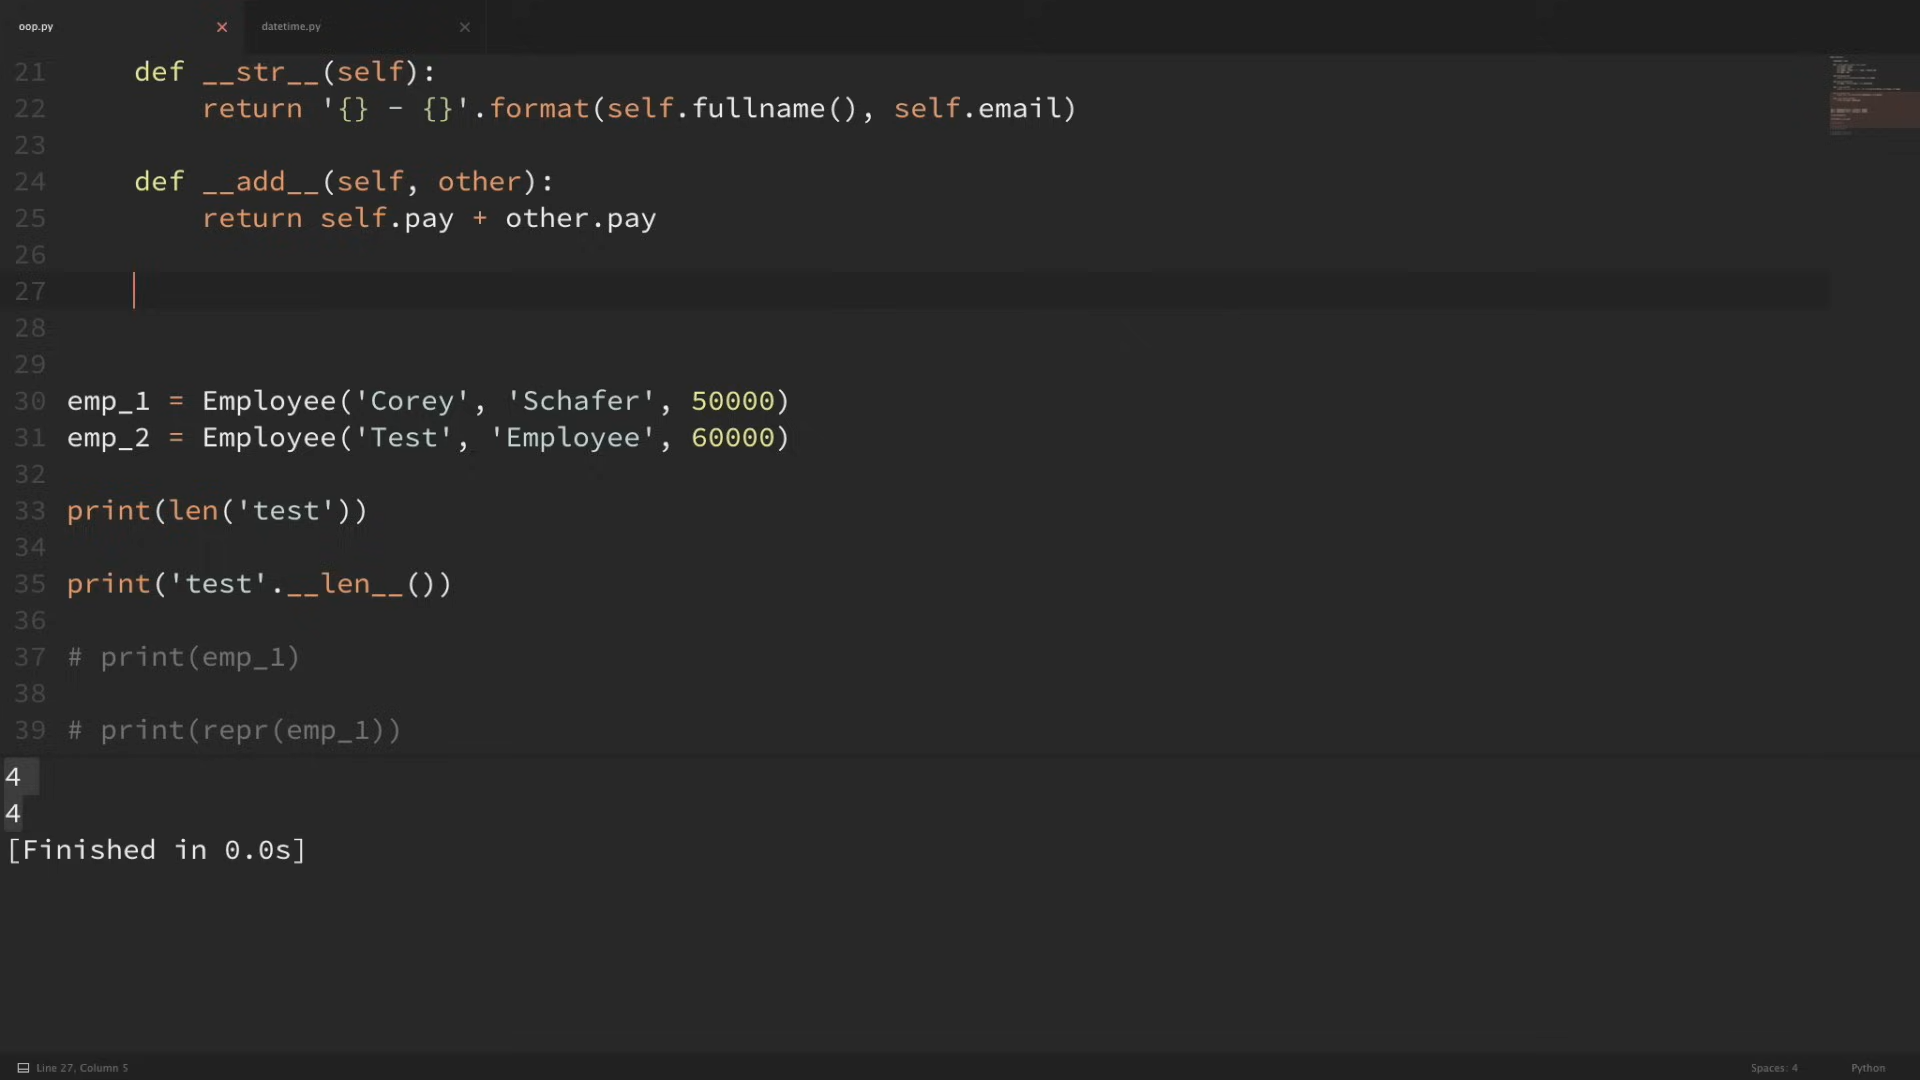 oop.py × datetime.py ×
21 def __str__(self):
22 return '{} - {}'.format(self.fullname(), self.email)
23
24 def __add__(self, other):
25 return self.pay + other.pay
26
27
28
29
30 emp_1 = Employee('Corey', 'Schafer', 50000)
31 emp_2 = Employee('Test', 'Employee', 60000)
32
33 print(len('test'))
34
35 print('test'.__len__())
36
37 # print(emp_1)
38
39 # print(repr(emp_1))
4
4
[Finished in 0.0s]
Line 27, Column 5 Spaces: 4 Python